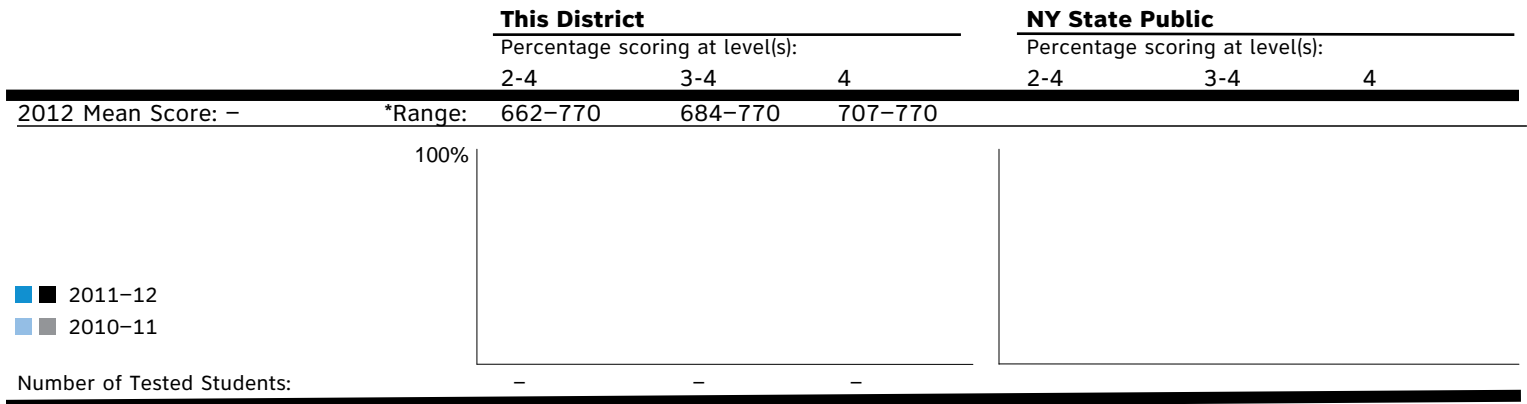 This District NY State Public
Percentage scoring at level(s): Percentage scoring at level(s):
2-4 3-4 4 2-4 3-4 4
2012 Mean Score: – *Range: 662–770 684–770 707–770
100%
2011–12
2010–11
Number of Tested Students: – – –